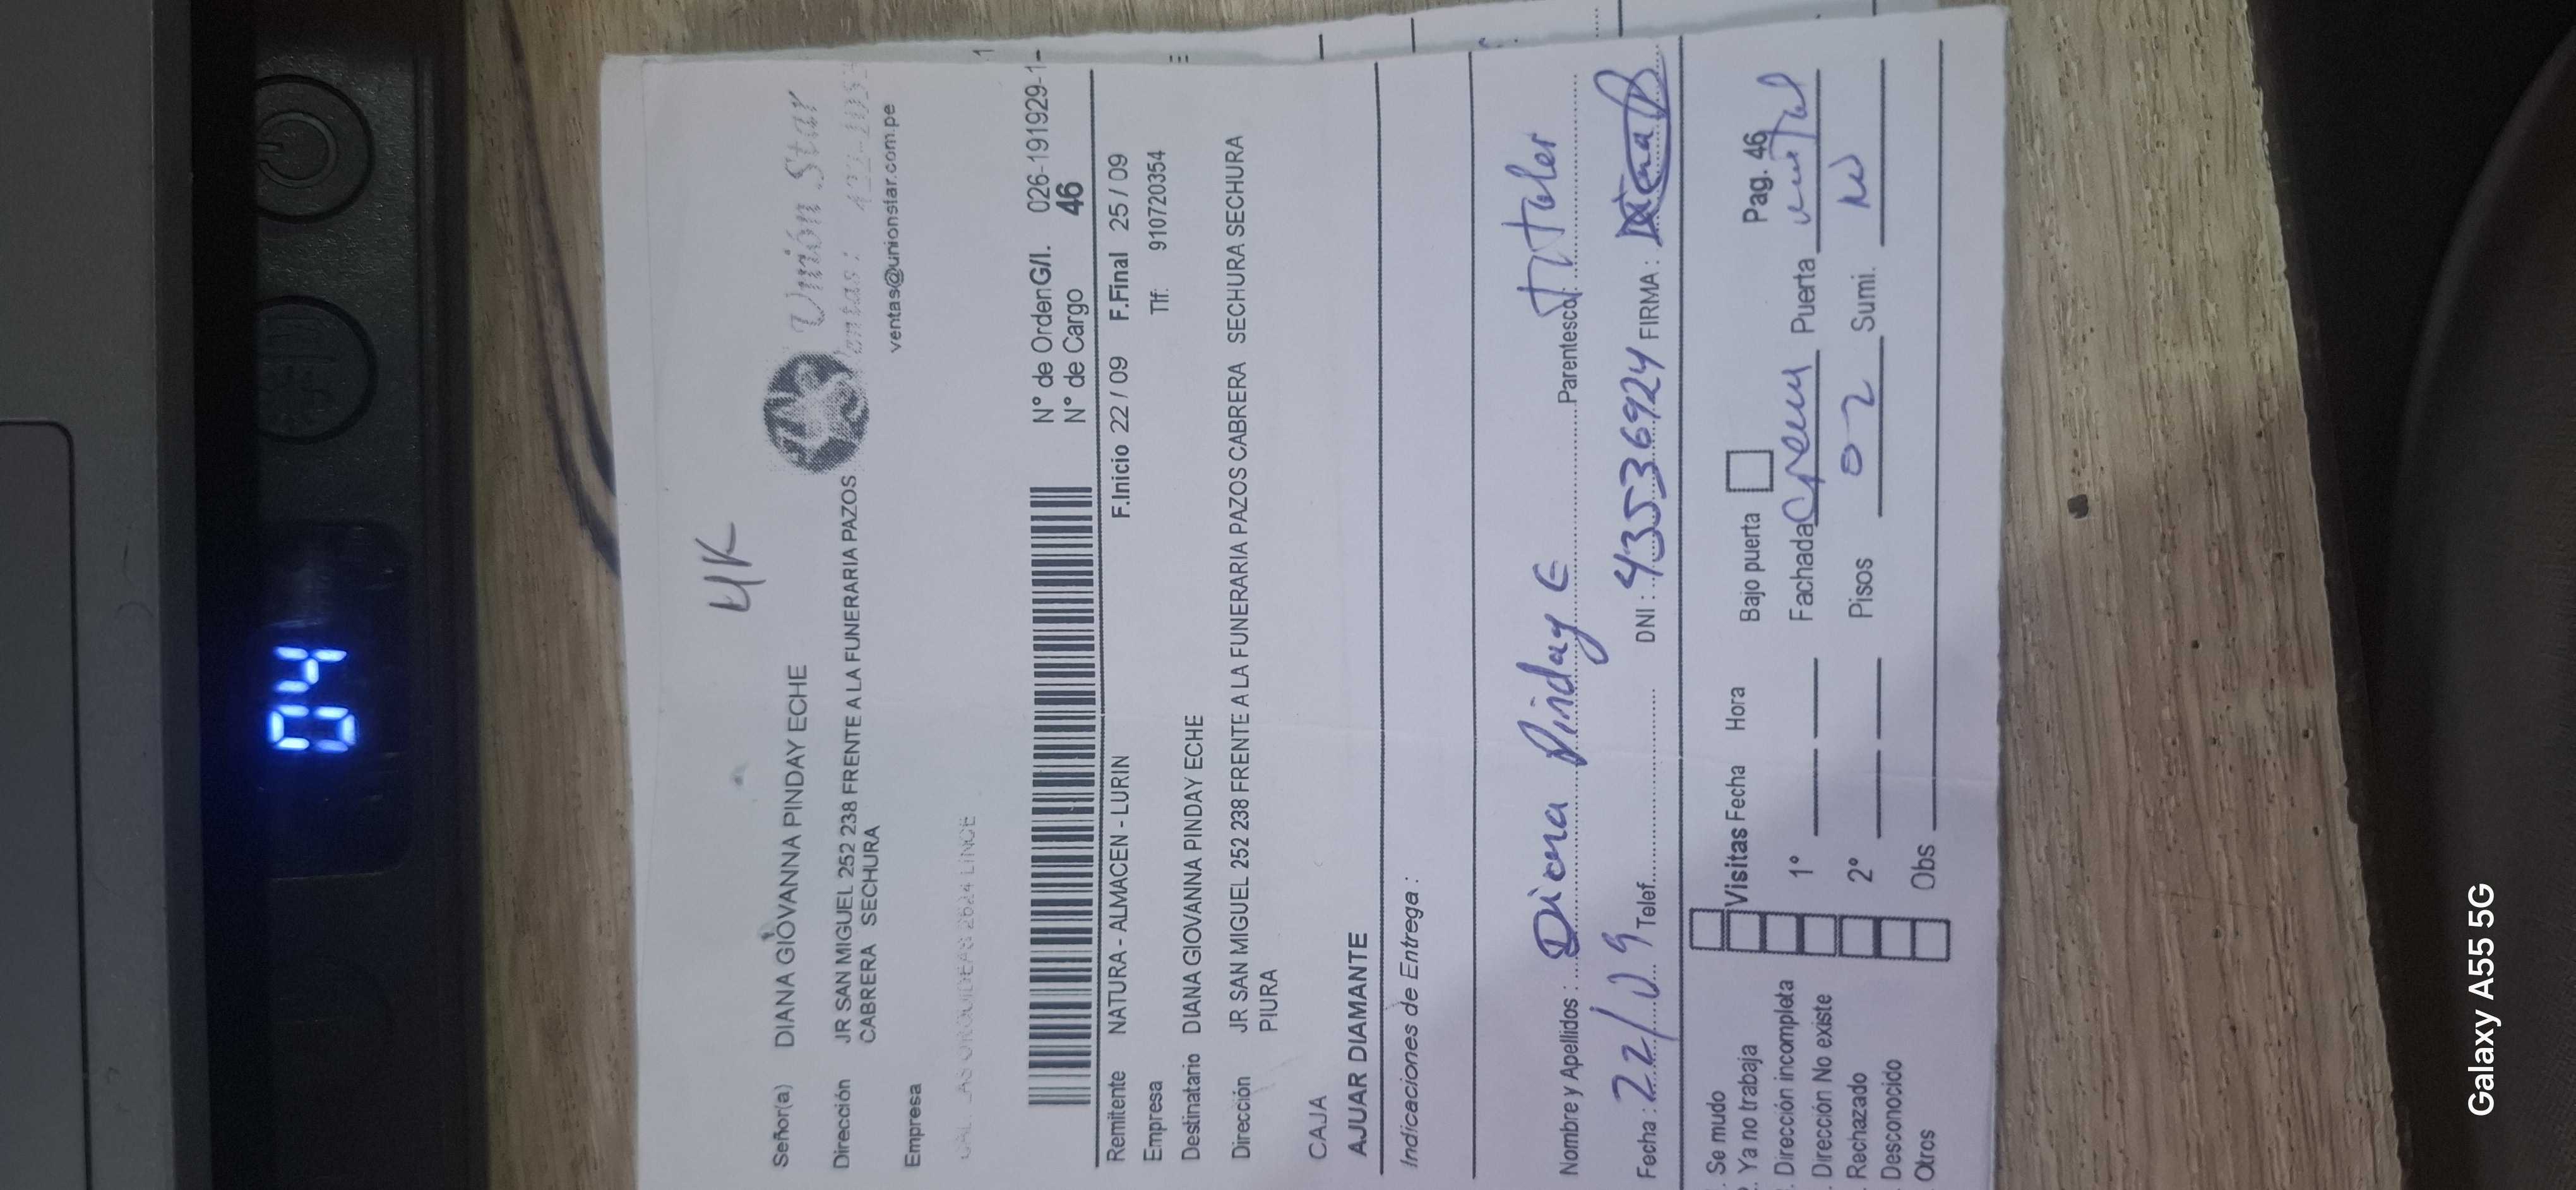 4K
Unión Star
ventas@unionstar.com.pe
Señor(a) DIANA GIOVANNA PINDAY ECHE
Dirección JR SAN MIGUEL 252 238 FRENTE A LA FUNERARIA PAZOS
CABRERA SECHURA
Empresa
N° de OrdenG/I. 026-191929-1-
N° de Cargo 46
Remitente NATURA - ALMACEN - LURIN F.Inicio 22 / 09 F.Final 25 / 09
Empresa Tlf: 910720354
Destinatario DIANA GIOVANNA PINDAY ECHE
Dirección JR SAN MIGUEL 252 238 FRENTE A LA FUNERARIA PAZOS CABRERA SECHURA SECHURA
PIURA
CAJA
AJUAR DIAMANTE
Indicaciones de Entrega :
Nombre y Apellidos : Diana Pinday E Parentesco: Titular
Fecha : 22/09 Telef. DNI : 435536924 FIRMA :
Se mudo
Ya no trabaja Visitas Fecha Hora Bajo puerta Pag. 46
Dirección incompleta 1° Fachada Crema Puerta
Dirección No existe
Rechazado 2° Pisos 02 Sumi.
Desconocido
Otros Obs
04
Galaxy A55 5G